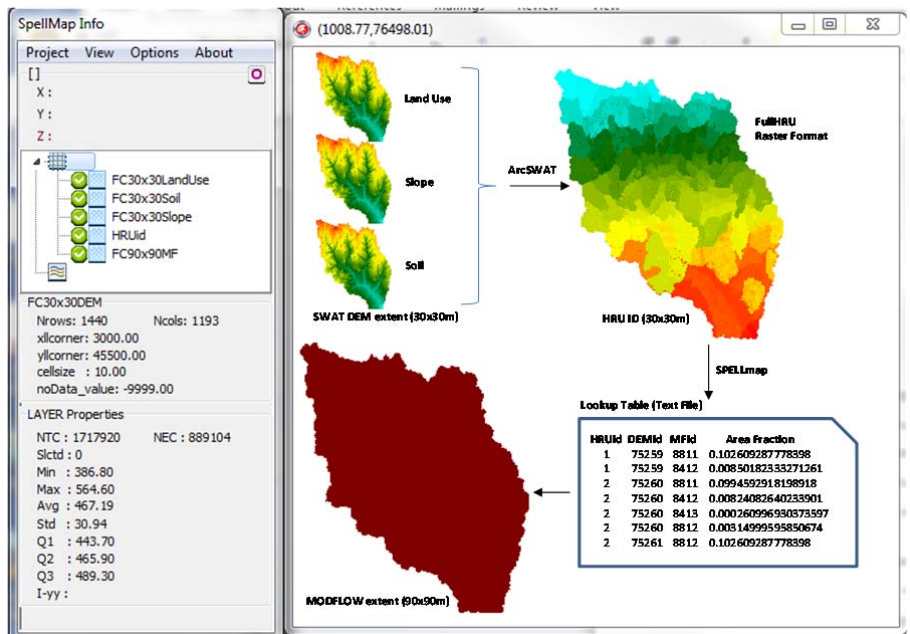 References Mailings Review View
SpellMap Info
Project View Options About
[]
X :
Y :
Z :
FC30x30LandUse
FC30x30Soil
FC30x30Slope
HRUid
FC90x90MF
FC30x30DEM
Nrows: 1440 Ncols: 1193
xllcorner: 3000.00
yllcorner: 45500.00
cellsize : 10.00
noData_value: -9999.00
LAYER Properties
NTC : 1717920 NEC : 889104
Slctd : 0
Min : 386.80
Max : 564.60
Avg : 467.19
Std : 30.94
Q1 : 443.70
Q2 : 465.90
Q3 : 489.30
I-yy :
(1008.77,76498.01)
Land Use
Slope
Soil
SWAT DEM extent (30x30m)
ArcSWAT
FullHRU
Raster Format
HRU ID (30x30m)
SPELLmap
Lookup Table (Text File)
HRUid DEMid MFid Area Fraction
1 75259 8811 0.102609287778398
1 75259 8412 0.00850182333271261
2 75260 8811 0.0994592918198918
2 75260 8412 0.00824082640233901
2 75260 8413 0.000260996930373597
2 75260 8812 0.00314999595850674
2 75261 8812 0.102609287778398
MODFLOW extent (90x90m)